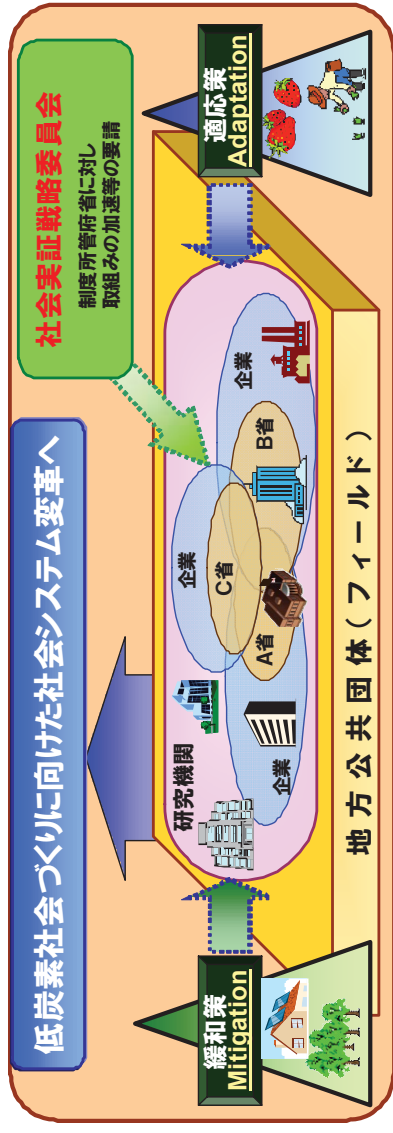 低炭素社会づくりに向けた社会システム変革へ
社会実証戦略委員会
制度所管府省に対し
取組みの加速等の要請
緩和策
Mitigation
研究機関
企業
企業
企業
A省
C省
B省
適応策
Adaptation
地方公共団体(フィールド)